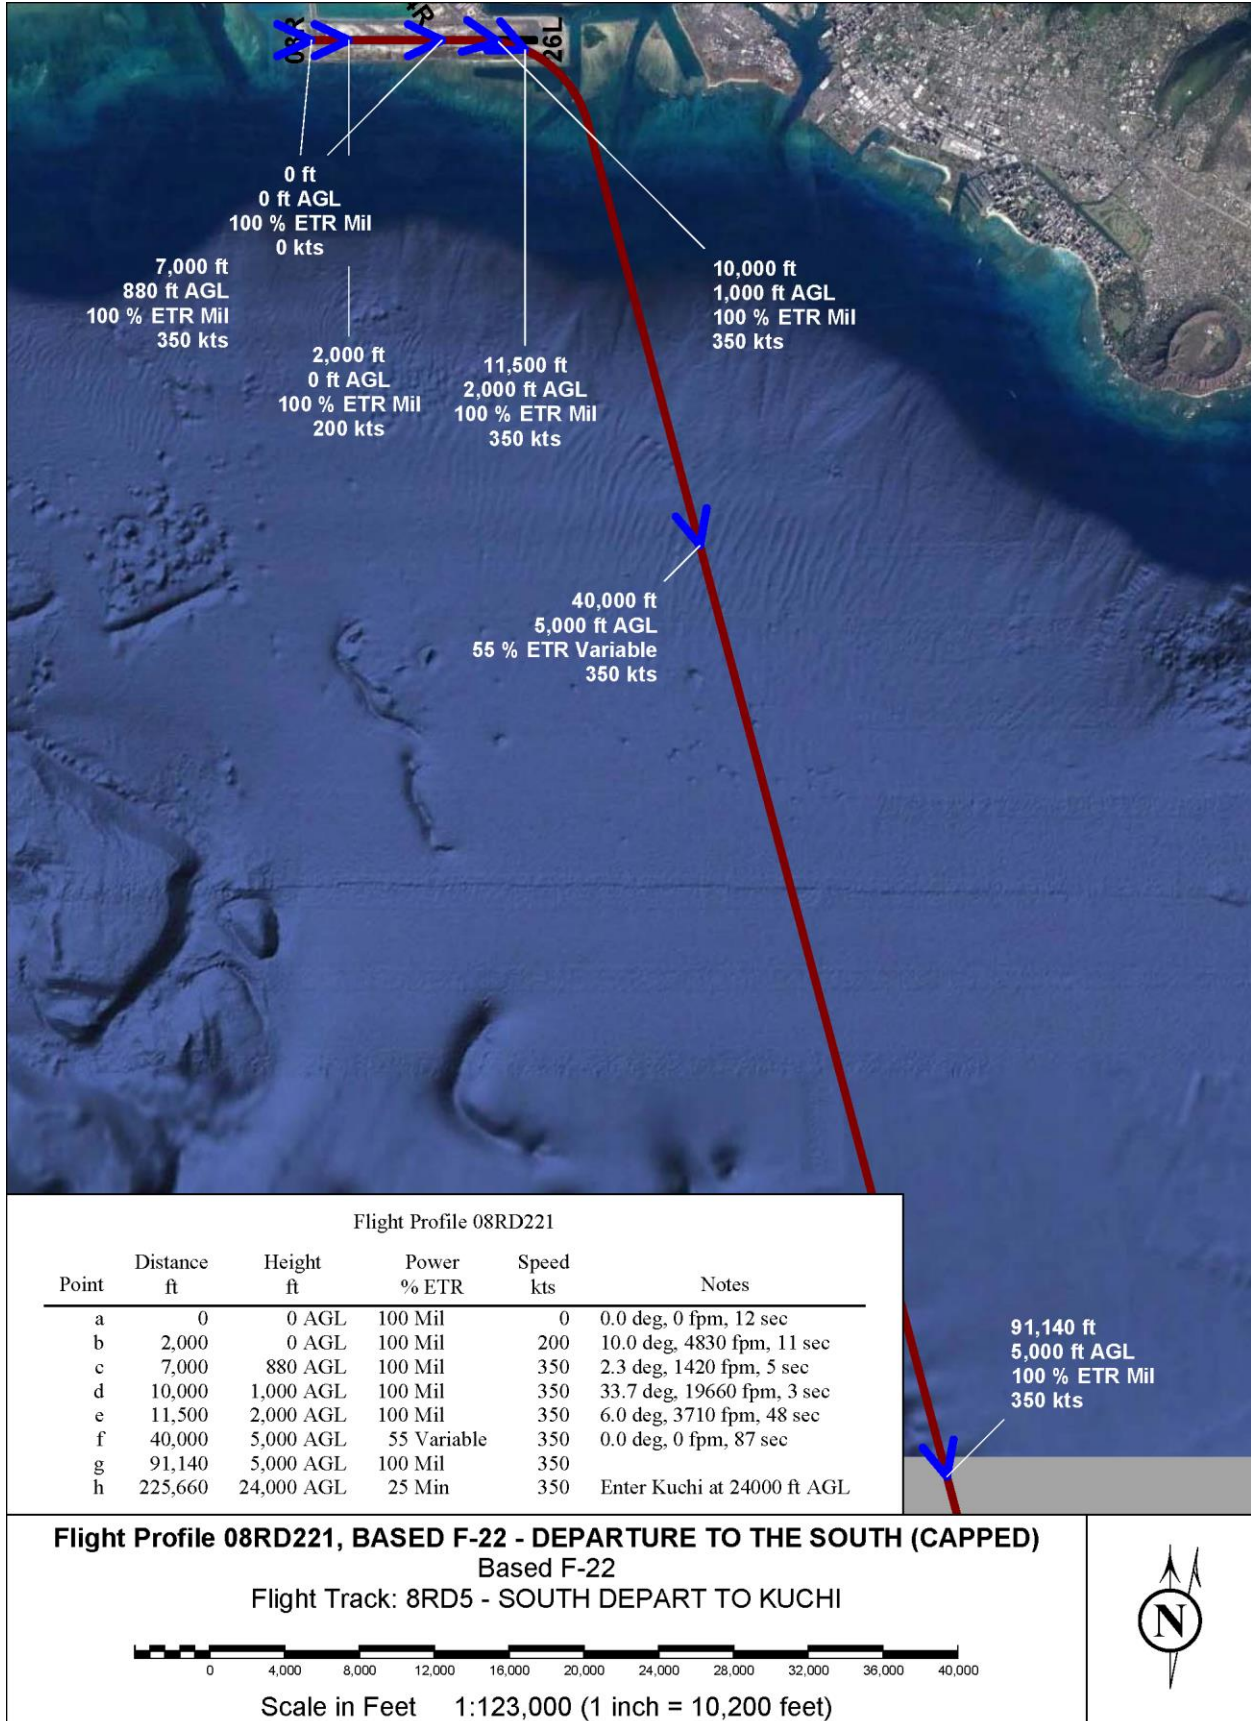 08R
4R
26L
0 ft
0 ft AGL
100 % ETR Mil
0 kts
7,000 ft
880 ft AGL
100 % ETR Mil
350 kts
2,000 ft
0 ft AGL
100 % ETR Mil
200 kts
11,500 ft
2,000 ft AGL
100 % ETR Mil
350 kts
10,000 ft
1,000 ft AGL
100 % ETR Mil
350 kts
40,000 ft
5,000 ft AGL
55 % ETR Variable
350 kts
91,140 ft
5,000 ft AGL
100 % ETR Mil
350 kts
Flight Profile 08RD221
Distance Height Power Speed
Point ft ft % ETR kts Notes
a 0 0 AGL 100 Mil 0 0.0 deg, 0 fpm, 12 sec
b 2,000 0 AGL 100 Mil 200 10.0 deg, 4830 fpm, 11 sec
c 7,000 880 AGL 100 Mil 350 2.3 deg, 1420 fpm, 5 sec
d 10,000 1,000 AGL 100 Mil 350 33.7 deg, 19660 fpm, 3 sec
e 11,500 2,000 AGL 100 Mil 350 6.0 deg, 3710 fpm, 48 sec
f 40,000 5,000 AGL 55 Variable 350 0.0 deg, 0 fpm, 87 sec
g 91,140 5,000 AGL 100 Mil 350
h 225,660 24,000 AGL 25 Min 350 Enter Kuchi at 24000 ft AGL
Flight Profile 08RD221, BASED F-22 - DEPARTURE TO THE SOUTH (CAPPED)
Based F-22
Flight Track: 8RD5 - SOUTH DEPART TO KUCHI
0 4,000 8,000 12,000 16,000 20,000 24,000 28,000 32,000 36,000 40,000
Scale in Feet 1:123,000 (1 inch = 10,200 feet)
N